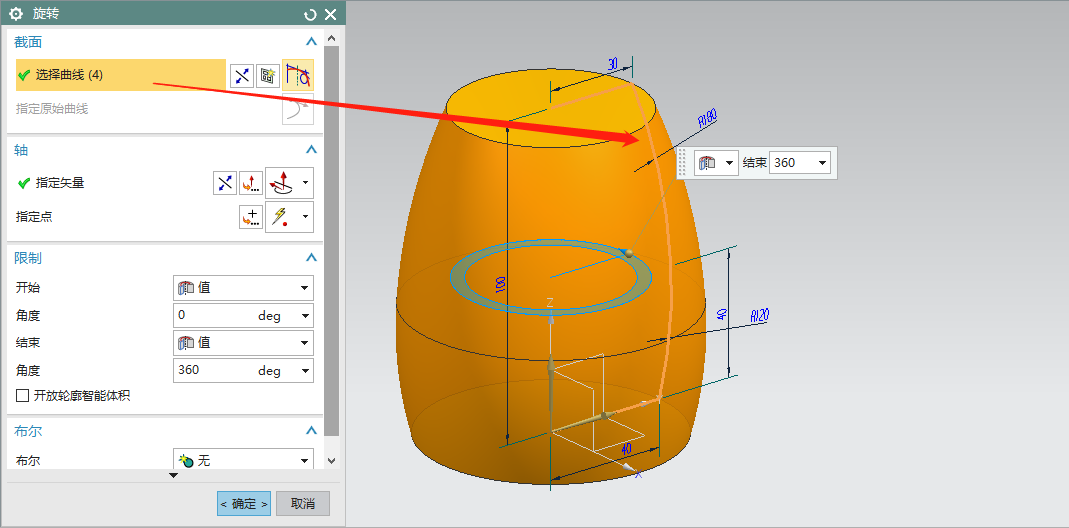 旋转
截面
选择曲线 (4)
指定原始曲线
轴
指定矢量
指定点
限制
开始
值
角度
0 deg
结束
值
角度
360 deg
开放轮廓智能体积
布尔
布尔
无
< 确定 >
取消
30
R180
结束 360
100
Z
40
R120
40
X